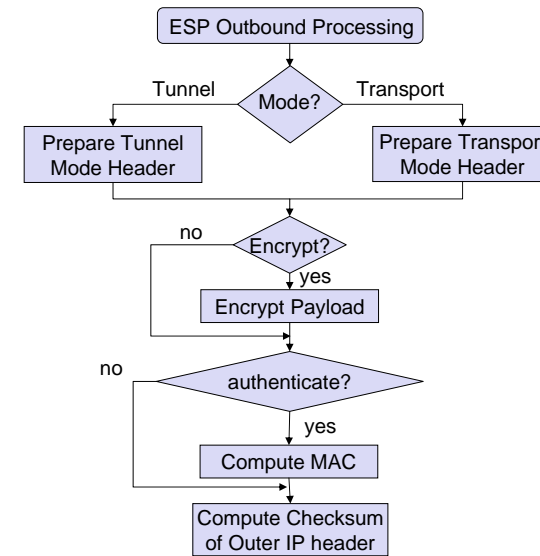 ESP Outbound Processing
Tunnel
Mode?
Transport
Prepare Tunnel
Mode Header
Prepare Transpor
Mode Header
no
Encrypt?
yes
Encrypt Payload
no
authenticate?
yes
Compute MAC
Compute Checksum
of Outer IP header